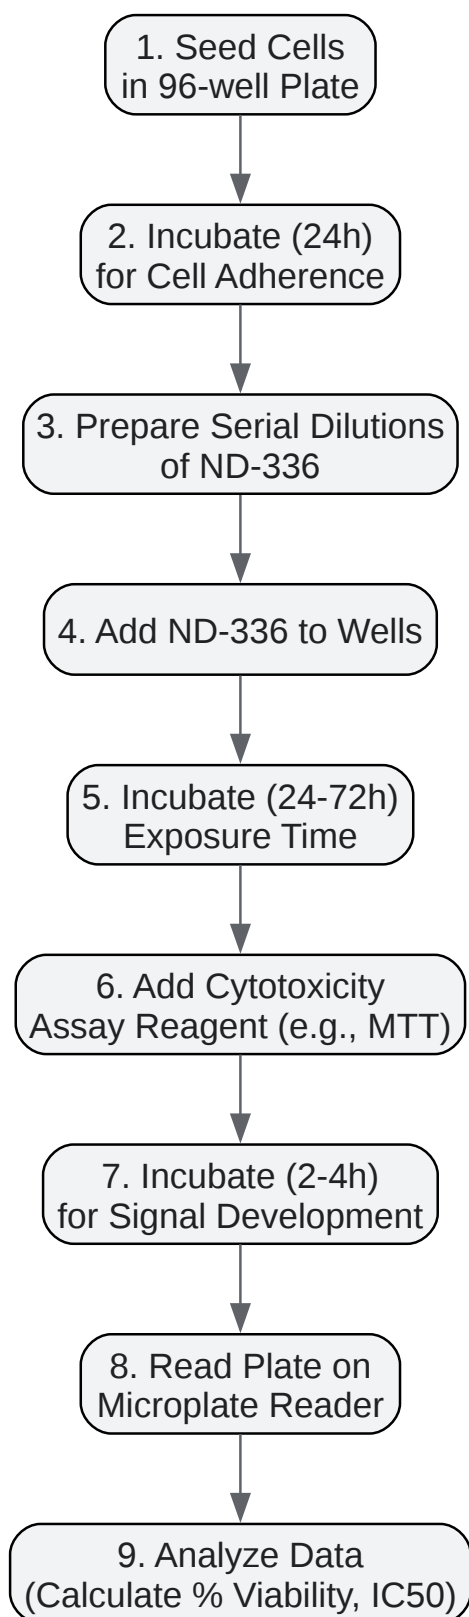 1. Seed Cells
in 96-well Plate
2. Incubate (24h)
for Cell Adherence
3. Prepare Serial Dilutions
of ND-336
4. Add ND-336 to Wells
5. Incubate (24-72h)
Exposure Time
6. Add Cytotoxicity
Assay Reagent (e.g., MTT)
7. Incubate (2-4h)
for Signal Development
8. Read Plate on
Microplate Reader
9. Analyze Data
(Calculate % Viability, IC50)